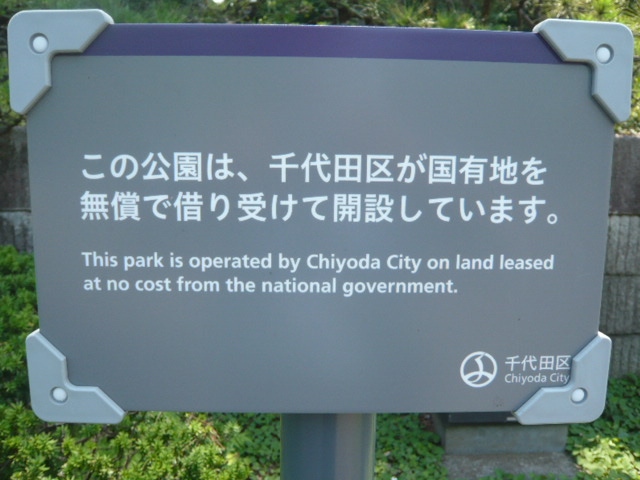 この公園は、千代田区が国有地を
無償で借り受けて開設しています。
This park is operated by Chiyoda City on land leased
at no cost from the national government.
千代田区
Chiyoda City